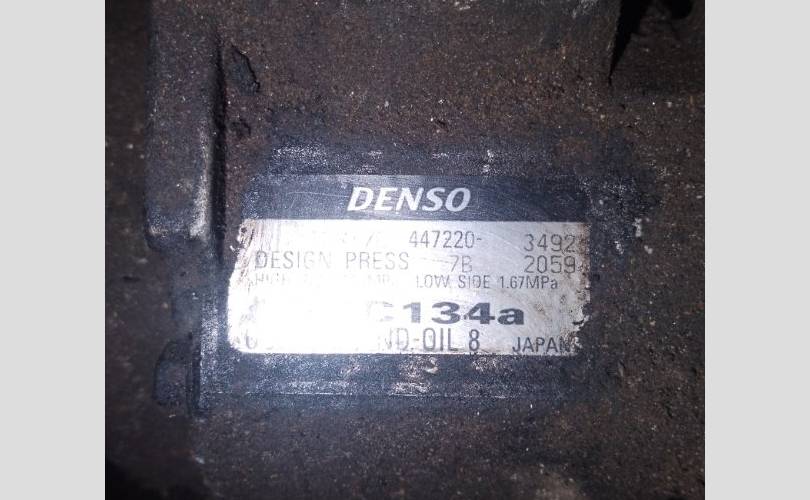 DENSO
447220- 3492
DESIGN PRESS 7B 2059
LOW SIDE 1.67MPa
C134a
ND-OIL 8 JAPAN